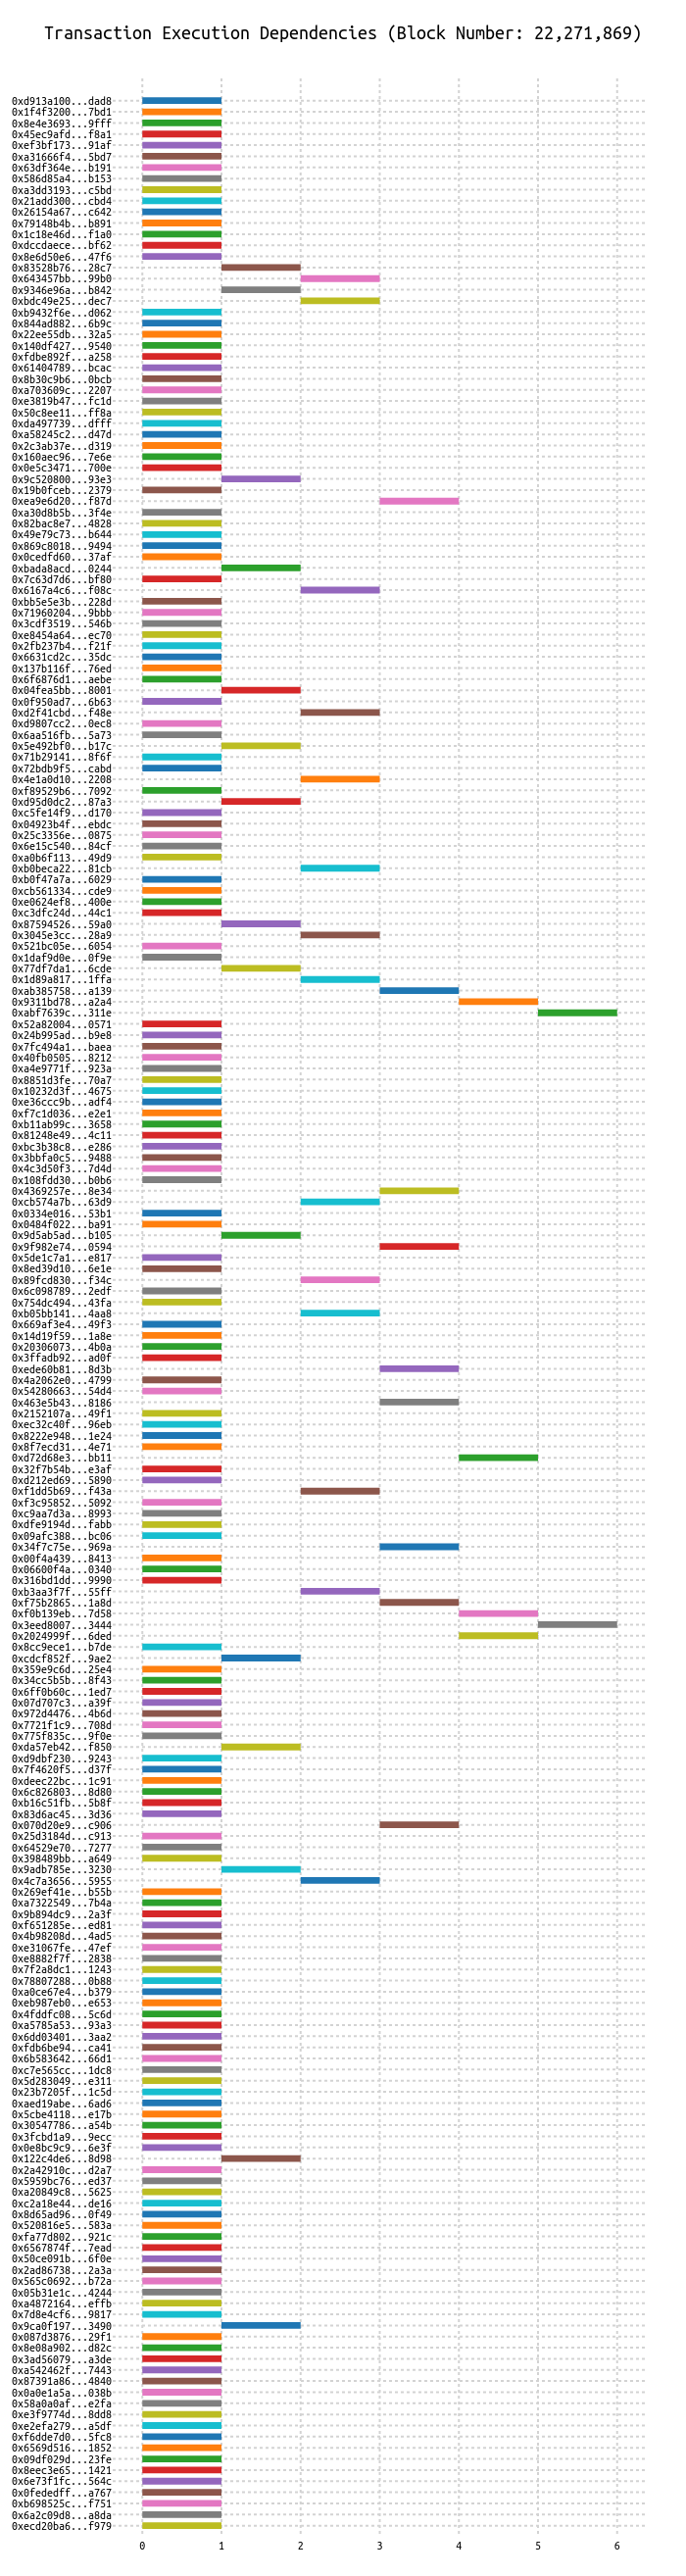 Transaction Execution Dependencies (Block Number: 22,271,869)
0xd913a100...dad8
0x1f4f3200...7bd1
0x8e4e3693...9fff
0x45ec9afd...f8a1
0xef3bf173...91af
0xa31666f4...5bd7
0x63df364e...b191
0x586d85a4...b153
0xa3dd3193...c5bd
0x21add300...cbd4
0x26154a67...c642
0x79148b4b...b891
0x1c18e46d...f1a0
0xdccdaece...bf62
0x8e6d50e6...47f6
0x83528b76...28c7
0x643457bb...99b0
0x9346e96a...b842
0xbdc49e25...dec7
0xb9432f6e...d062
0x844ad882...6b9c
0x22ee55db...32a5
0x140df427...9540
0xfdbe892f...a258
0x61404789...bcac
0x8b30c9b6...0bcb
0xa703609c...2207
0xe3819b47...fc1d
0x50c8ee11...ff8a
0xda497739...dfff
0xa58245c2...d47d
0x2c3ab37e...d319
0x160aec96...7e6e
0x0e5c3471...700e
0x9c520800...93e3
0x19b0fceb...2379
0xea9e6d20...f87d
0xa30d8b5b...3f4e
0x82bac8e7...4828
0x49e79c73...b644
0x869c8018...9494
0x0cedfd60...37af
0xbada8acd...0244
0x7c63d7d6...bf80
0x6167a4c6...f08c
0xbb5e5e3b...228d
0x71960204...9bbb
0x3cdf3519...546b
0xe8454a64...ec70
0x2fb237b4...f21f
0x6631cd2c...35dc
0x137b116f...76ed
0x6f6876d1...aebe
0x04fea5bb...8001
0x0f950ad7...6b63
0xd2f41cbd...f48e
0xd9807cc2...0ec8
0x6aa516fb...5a73
0x5e492bf0...b17c
0x71b29141...8f6f
0x72bdb9f5...cabd
0x4e1a0d10...2208
0xf89529b6...7092
0xd95d0dc2...87a3
0xc5fe14f9...d170
0x04923b4f...ebdc
0x25c3356e...0875
0x6e15c540...84cf
0xa0b6f113...49d9
0xb0beca22...81cb
0xb0f47a7a...6029
0xcb561334...cde9
0xe0624ef8...400e
0xc3dfc24d...44c1
0x87594526...59a0
0x3045e3cc...28a9
0x521bc05e...6054
0x1daf9d0e...0f9e
0x77df7da1...6cde
0x1d89a817...1ffa
0xab385758...a139
0x9311bd78...a2a4
0xabf7639c...311e
0x52a82004...0571
0x24b995ad...b9e8
0x7fc494a1...baea
0x40fb0505...8212
0xa4e9771f...923a
0x8851d3fe...70a7
0x10232d3f...4675
0xe36ccc9b...adf4
0xf7c1d036...e2e1
0xb11ab99c...3658
0x81248e49...4c11
0xbc3b38c8...e286
0x3bbfa0c5...9488
0x4c3d50f3...7d4d
0x108fdd30...b0b6
0x4369257e...8e34
0xcb574a7b...63d9
0x0334e016...53b1
0x0484f022...ba91
0x9d5ab5ad...b105
0x9f982e74...0594
0x5de1c7a1...e817
0x8ed39d10...6e1e
0x89fcd830...f34c
0x6c098789...2edf
0x754dc494...43fa
0xb05bb141...4aa8
0x669af3e4...49f3
0x14d19f59...1a8e
0x20306073...4b0a
0x3ffadb92...ad0f
0xede60b81...8d3b
0x4a2062e0...4799
0x54280663...54d4
0x463e5b43...8186
0x2152107a...49f1
0xec32c40f...96eb
0x8222e948...1e24
0x8f7ecd31...4e71
0xd72d68e3...bb11
0x32f7b54b...e3af
0xd212ed69...5890
0xf1dd5b69...f43a
0xf3c95852...5092
0xc9aa7d3a...8993
0xdfe9194d...fabb
0x09afc388...bc06
0x34f7c75e...969a
0x00f4a439...8413
0x06600f4a...0340
0x316bd1dd...9990
0xb3aa3f7f...55ff
0xf75b2865...1a8d
0xf0b139eb...7d58
0x3eed8007...3444
0x2024999f...6ded
0x8cc9ece1...b7de
0xcdcf852f...9ae2
0x359e9c6d...25e4
0x34cc5b5b...8f43
0x6ff0b60c...1ed7
0x07d707c3...a39f
0x972d4476...4b6d
0x7721f1c9...708d
0x775f835c...9f0e
0xda57eb42...f850
0xd9dbf230...9243
0x7f4620f5...d37f
0xdeec22bc...1c91
0x6c826803...8d80
0xb16c51fb...5b8f
0x83d6ac45...3d36
0x070d20e9...c906
0x25d3184d...c913
0x64529e70...7277
0x398489bb...a649
0x9adb785e...3230
0x4c7a3656...5955
0x269ef41e...b55b
0xa7322549...7b4a
0x9b894dc9...2a3f
0xf651285e...ed81
0x4b98208d...4ad5
0xe31067fe...47ef
0xe8882f7f...2838
0x7f2a8dc1...1243
0x78807288...0b88
0xa0ce67e4...b379
0xeb987eb0...e653
0x4fddfc08...5c6d
0xa5785a53...93a3
0x6dd03401...3aa2
0xfdb6be94...ca41
0x6b583642...66d1
0xc7e565cc...1dc8
0x5d283049...e311
0x23b7205f...1c5d
0xaed19abe...6ad6
0x5cbe4118...e17b
0x30547786...a54b
0x3fcbd1a9...9ecc
0x0e8bc9c9...6e3f
0x122c4de6...8d98
0x2a42910c...d2a7
0x5959bc76...ed37
0xa20849c8...5625
0xc2a18e44...de16
0x8d65ad96...0f49
0x520816e5...583a
0xfa77d802...921c
0x6567874f...7ead
0x50ce091b...6f0e
0x2ad86738...2a3a
0x565c0692...b72a
0x05b31e1c...4244
0xa4872164...effb
0x7d8e4cf6...9817
0x9ca0f197...3490
0x087d3876...29f1
0x8e08a902...d82c
0x3ad56079...a3de
0xa542462f...7443
0x87391a86...4840
0x0a0e1a5a...038b
0x58a0a0af...e2fa
0xe3f9774d...8dd8
0xe2efa279...a5df
0xf6dde7d0...5fc8
0x6569d516...1852
0x09df029d...23fe
0x8eec3e65...1421
0x6e73f1fc...564c
0x0fededff...a767
0xb698525c...f751
0x6a2c09d8...a8da
0xecd20ba6...f979
0 1 2 3 4 5 6